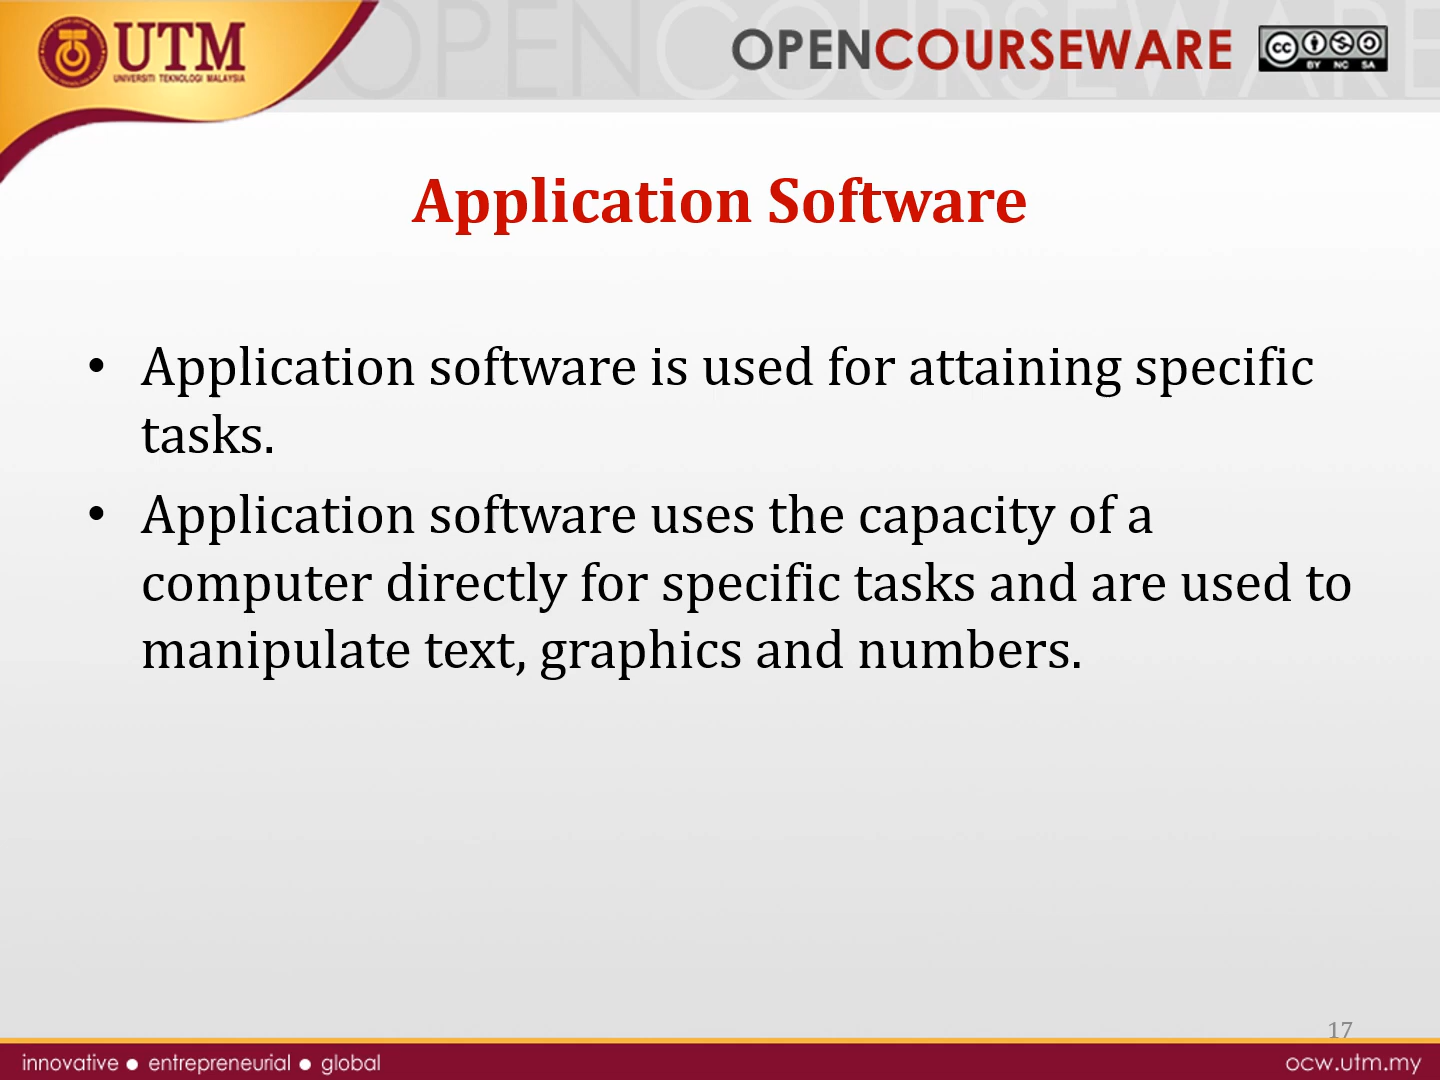 UTM
UNIVERSITI TEKNOLOGI MALAYSIA
OPENCOURSEWARE
OPENCOURSEWARE
cc
BY NC SA
Application Software
• Application software is used for attaining specific
tasks.
• Application software uses the capacity of a
computer directly for specific tasks and are used to
manipulate text, graphics and numbers.
17
innovative ● entrepreneurial ● global
ocw.utm.my